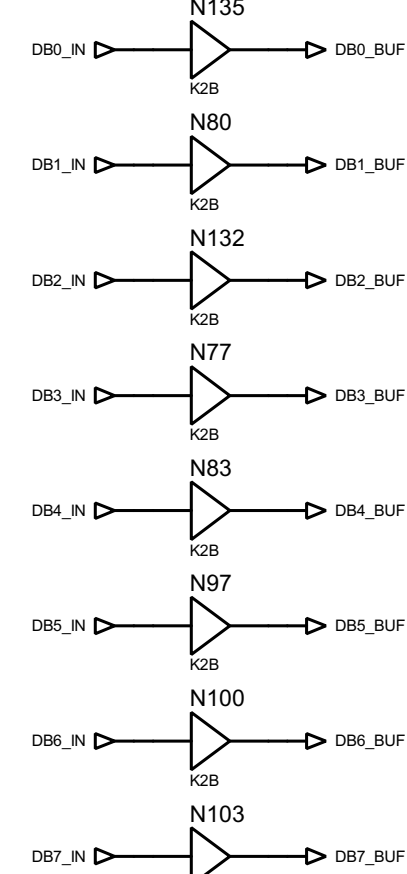 N135
DB0_IN DB0_BUF
K2B
N80
DB1_IN DB1_BUF
K2B
N132
DB2_IN DB2_BUF
K2B
N77
DB3_IN DB3_BUF
K2B
N83
DB4_IN DB4_BUF
K2B
N97
DB5_IN DB5_BUF
K2B
N100
DB6_IN DB6_BUF
K2B
N103
DB7_IN DB7_BUF